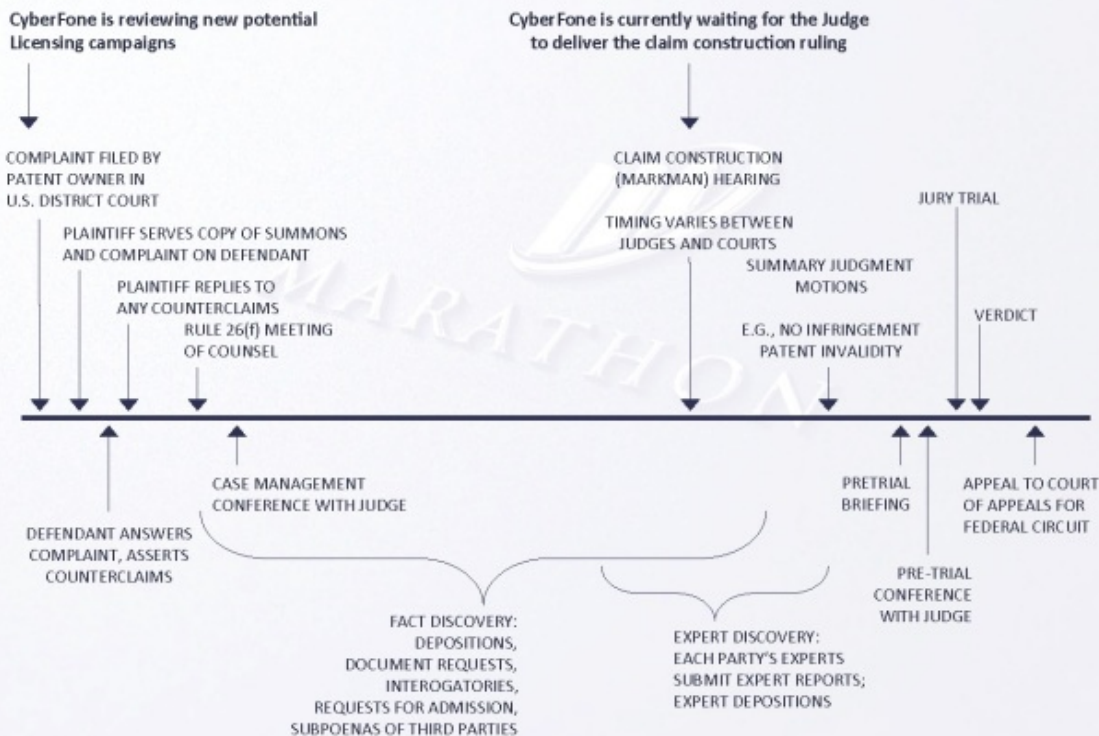 CyberFone is reviewing new potential
Licensing campaigns
CyberFone is currently waiting for the Judge
to deliver the claim construction ruling
COMPLAINT FILED BY
PATENT OWNER IN
U.S. DISTRICT COURT
PLAINTIFF SERVES COPY OF SUMMONS
AND COMPLAINT ON DEFENDANT
PLAINTIFF REPLIES TO
ANY COUNTERCLAIMS
RULE 26(f) MEETING
OF COUNSEL
CLAIM CONSTRUCTION
(MARKMAN) HEARING
TIMING VARIES BETWEEN
JUDGES AND COURTS
SUMMARY JUDGMENT
MOTIONS
E.G., NO INFRINGEMENT
PATENT INVALIDITY
JURY TRIAL
VERDICT
MARATHON
DEFENDANT ANSWERS
COMPLAINT, ASSERTS
COUNTERCLAIMS
CASE MANAGEMENT
CONFERENCE WITH JUDGE
FACT DISCOVERY:
DEPOSITIONS,
DOCUMENT REQUESTS,
INTEROGATORIES,
REQUESTS FOR ADMISSION,
SUBPOENAS OF THIRD PARTIES
EXPERT DISCOVERY:
EACH PARTY'S EXPERTS
SUBMIT EXPERT REPORTS;
EXPERT DEPOSITIONS
PRETRIAL
BRIEFING
PRE-TRIAL
CONFERENCE
WITH JUDGE
APPEAL TO COURT
OF APPEALS FOR
FEDERAL CIRCUIT